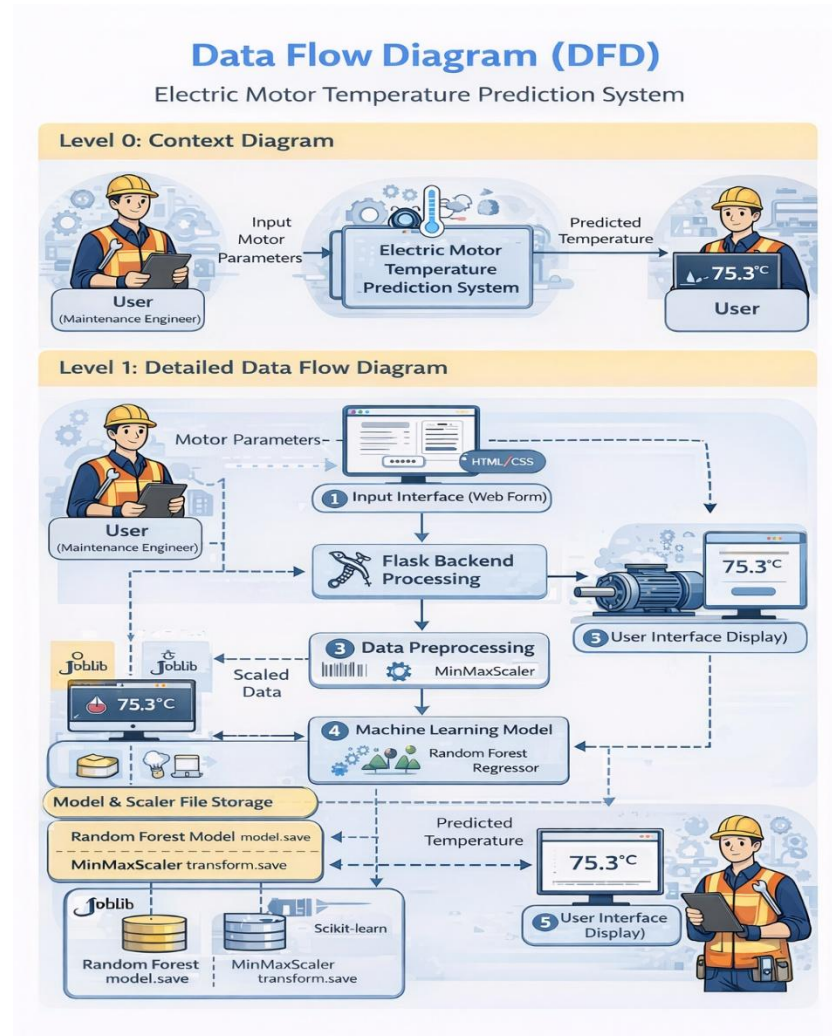 Data Flow Diagram (DFD)
Electric Motor Temperature Prediction System
Level 0: Context Diagram
Input
Motor
Parameters
Electric Motor
Temperature
Prediction System
Predicted
Temperature
75.3°C
User
(Maintenance Engineer)
User
Level 1: Detailed Data Flow Diagram
Motor Parameters
HTML/CSS
1 Input Interface (Web Form)
User
(Maintenance Engineer)
Flask Backend
Processing
75.3°C
3 User Interface Display)
3 Data Preprocessing
MinMaxScaler
Joblib
Joblib
Scaled
Data
75.3°C
4 Machine Learning Model
Random Forest
Regressor
Model & Scaler File Storage
Random Forest Model model.save
MinMaxScaler transform.save
Predicted
Temperature
75.3°C
5 User Interface
Display)
Joblib
Scikit-learn
Random Forest
model.save
MinMaxScaler
transform.save